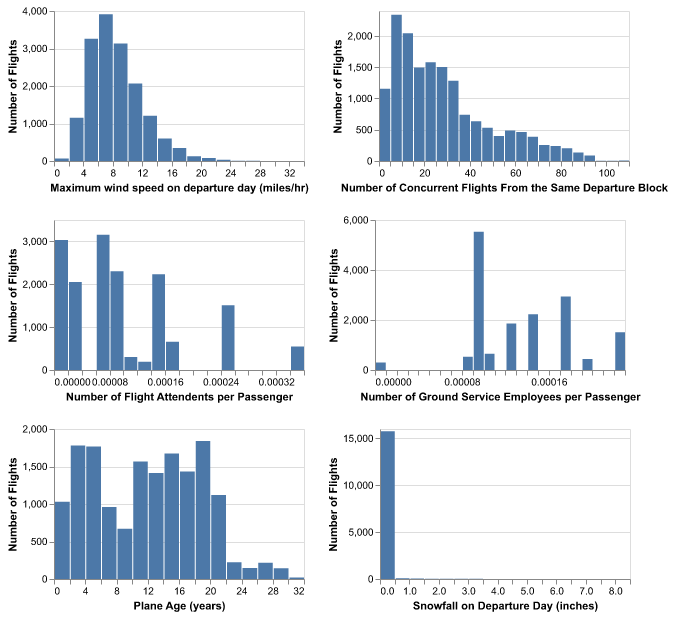 4,000
3,000
2,000
1,000
0
Number of Flights
0 4 8 12 16 20 24 28 32
Maximum wind speed on departure day (miles/hr)
2,000
1,500
1,000
500
0
Number of Flights
0 20 40 60 80 100
Number of Concurrent Flights From the Same Departure Block
3,000
2,000
1,000
0
Number of Flights
0.00000 0.00008 0.00016 0.00024 0.00032
Number of Flight Attendents per Passenger
6,000
4,000
2,000
0
Number of Flights
0.00000 0.00008 0.00016
Number of Ground Service Employees per Passenger
2,000
1,500
1,000
500
0
Number of Flights
0 4 8 12 16 20 24 28 32
Plane Age (years)
15,000
10,000
5,000
0
Number of Flights
0.0 1.0 2.0 3.0 4.0 5.0 6.0 7.0 8.0
Snowfall on Departure Day (inches)